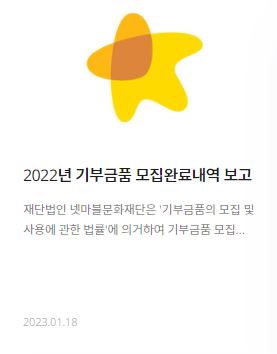 2022년 기부금품 모집완료내역 보고
재단법인 넷마블문화재단은 '기부금품의 모집 및
사용에 관한 법률'에 의거하여 기부금품 모집...
2023.01.18